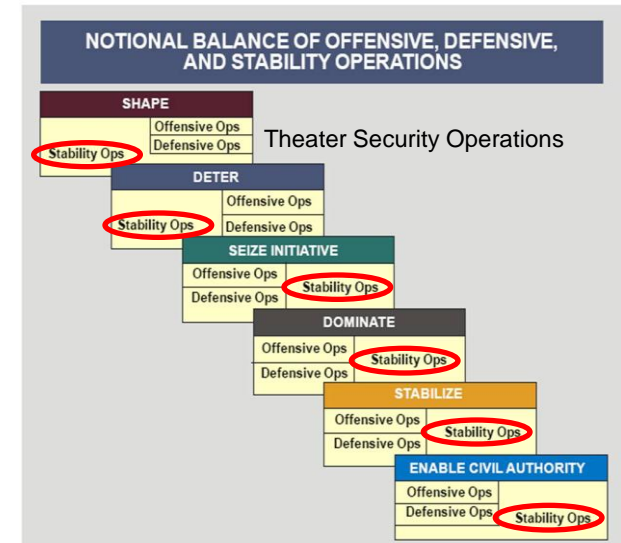 NOTIONAL BALANCE OF OFFENSIVE, DEFENSIVE,
AND STABILITY OPERATIONS
SHAPE
Offensive Ops
Stability Ops
Defensive Ops
Theater Security Operations
DETER
Offensive Ops
Stability Ops
Defensive Ops
SEIZE INITIATIVE
Offensive Ops
Stability Ops
Defensive Ops
DOMINATE
Offensive Ops
Stability Ops
Defensive Ops
STABILIZE
Offensive Ops
Stability Ops
Defensive Ops
ENABLE CIVIL AUTHORITY
Offensive Ops
Defensive Ops
Stability Ops